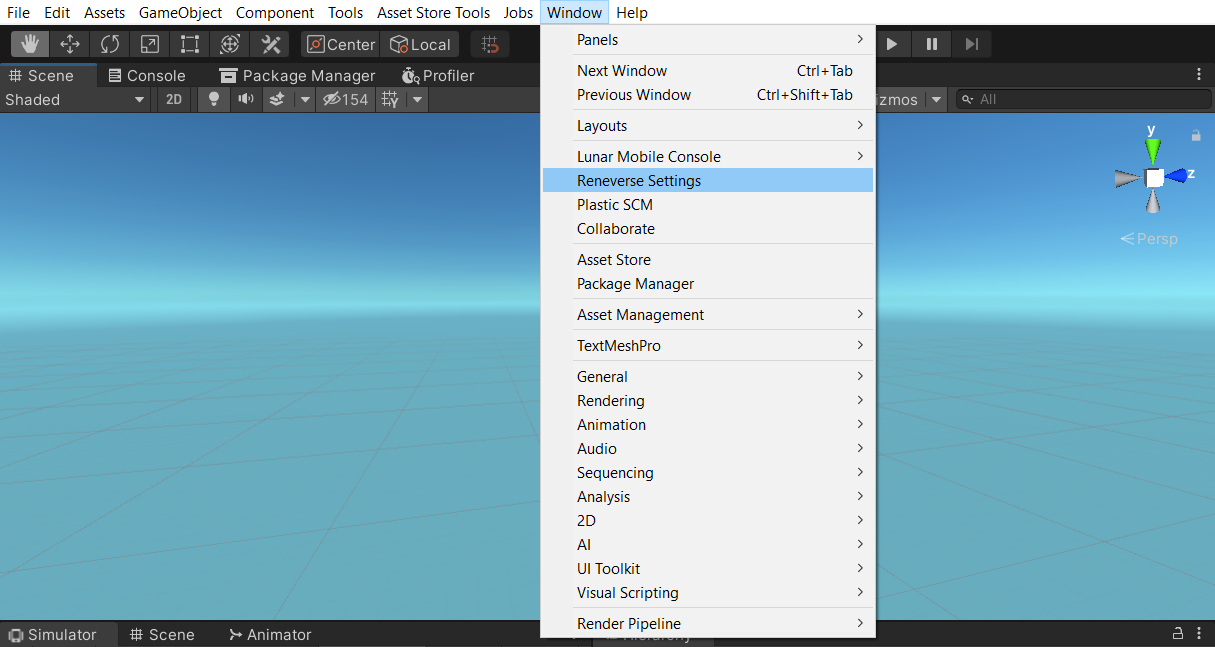 File Edit Assets GameObject Component Tools Asset Store Tools Jobs Window Help
Center Local
Scene Console Package Manager Profiler
Shaded 2D 154 izmos All
Panels
Next Window Ctrl+Tab
Previous Window Ctrl+Shift+Tab
Layouts
Lunar Mobile Console
Reneverse Settings
Plastic SCM
Collaborate
Asset Store
Package Manager
Asset Management
TextMeshPro
General
Rendering
Animation
Audio
Sequencing
Analysis
2D
AI
UI Toolkit
Visual Scripting
Render Pipeline
y
z
Persp
Simulator Scene Animator Hierarchy